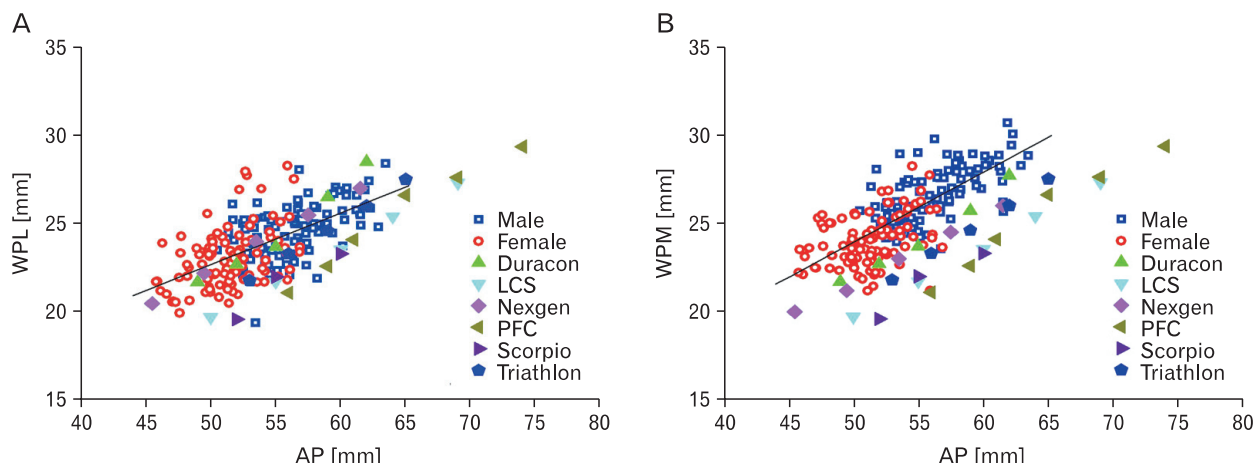 A
WPL [mm]
35
30
25
20
15
40 45 50 55 60 65 70 75 80
AP [mm]
Male
Female
Duracon
LCS
Nexgen
PFC
Scorpio
Triathlon
B
WPM [mm]
35
30
25
20
15
40 45 50 55 60 65 70 75 80
AP [mm]
Male
Female
Duracon
LCS
Nexgen
PFC
Scorpio
Triathlon